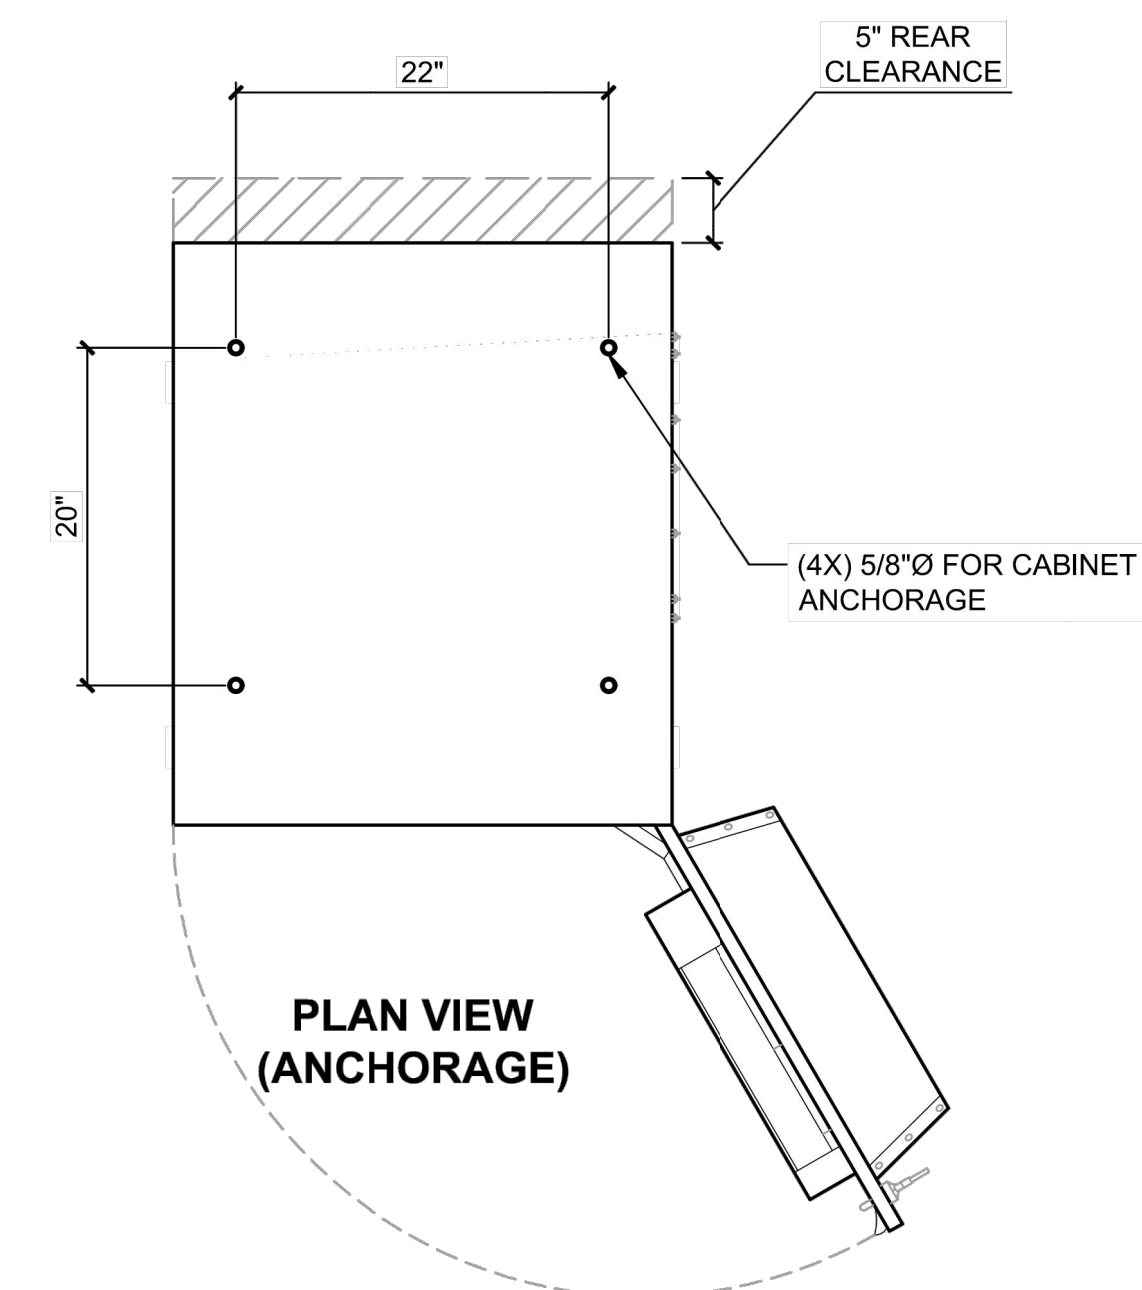 5" REAR
CLEARANCE
22"
20"
(4X) 5/8"Ø FOR CABINET
ANCHORAGE
PLAN VIEW
(ANCHORAGE)